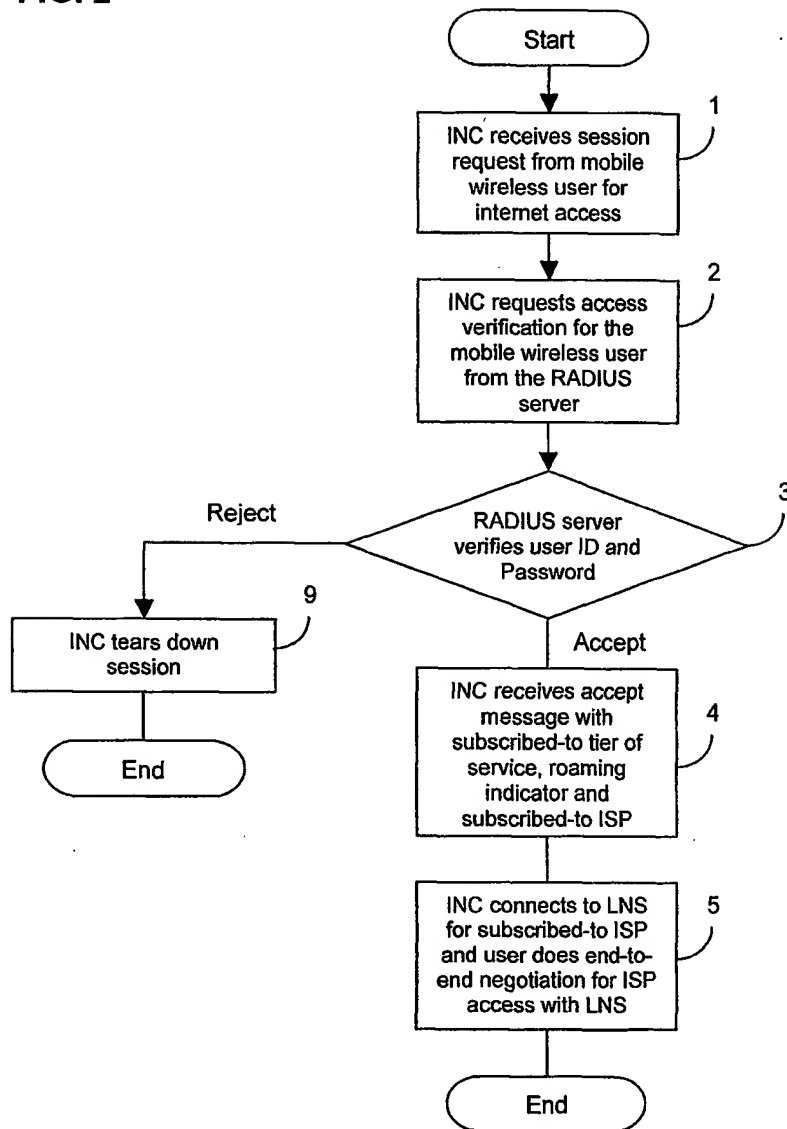 Start
1
INC receives session
request from mobile
wireless user for
internet access
2
INC requests access
verification for the
mobile wireless user
from the RADIUS
server
3
RADIUS server
verifies user ID and
Password
Reject
9
INC tears down
session
End
Accept
INC receives accept
message with
subscribed-to tier of
service, roaming
indicator and
subscribed-to ISP
4
INC connects to LNS
for subscribed-to ISP
and user does end-to-
end negotiation for ISP
access with LNS
5
End